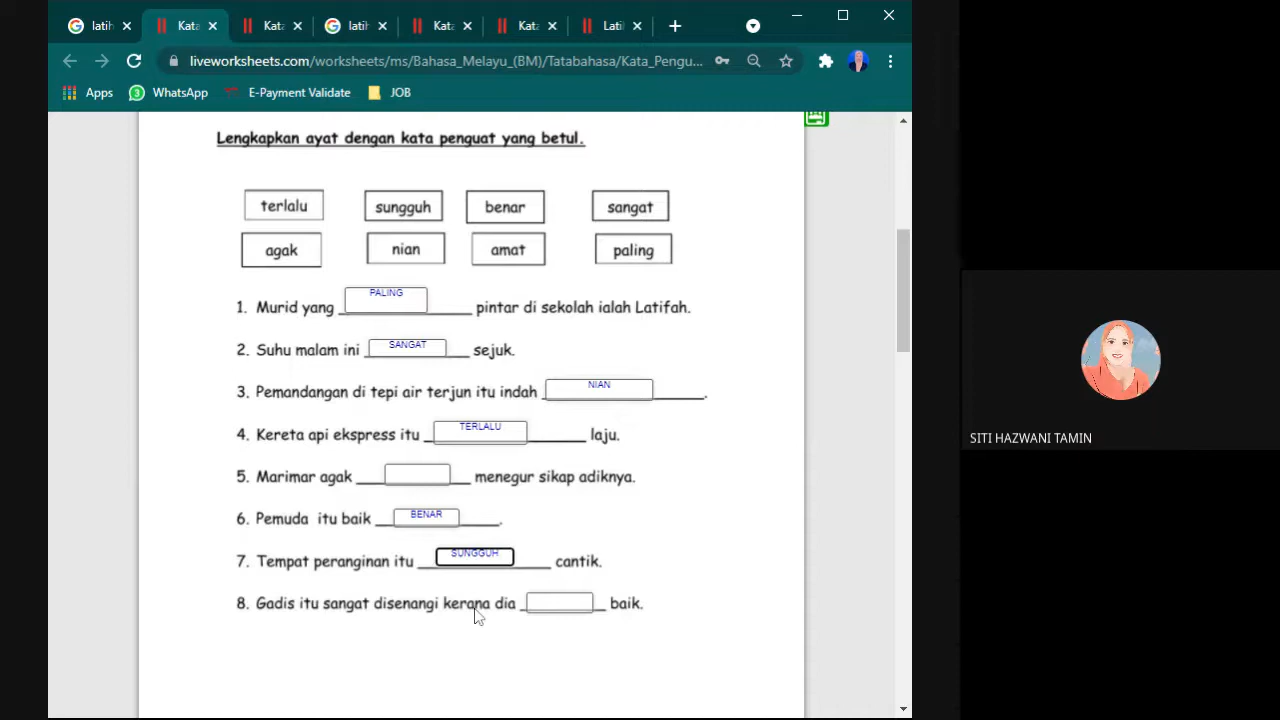 latih
Kata
Kata
latih
Kata
Kata
Latih
liveworksheets.com/worksheets/ms/Bahasa_Melayu_(BM)/Tatabahasa/Kata_Pengu...
Apps
3
WhatsApp
E-Payment Validate
JOB
Lengkapkan ayat dengan kata penguat yang betul.
terlalu sungguh benar sangat
agak nian amat paling
1. Murid yang PALING pintar di sekolah ialah Latifah.
2. Suhu malam ini SANGAT sejuk.
3. Pemandangan di tepi air terjun itu indah NIAN.
4. Kereta api ekspress itu TERLALU laju.
5. Marimar agak menegur sikap adiknya.
6. Pemuda itu baik BENAR.
7. Tempat peranginan itu SUNGGUH cantik.
8. Gadis itu sangat disenangi kerana dia baik.
SITI HAZWANI TAMIN